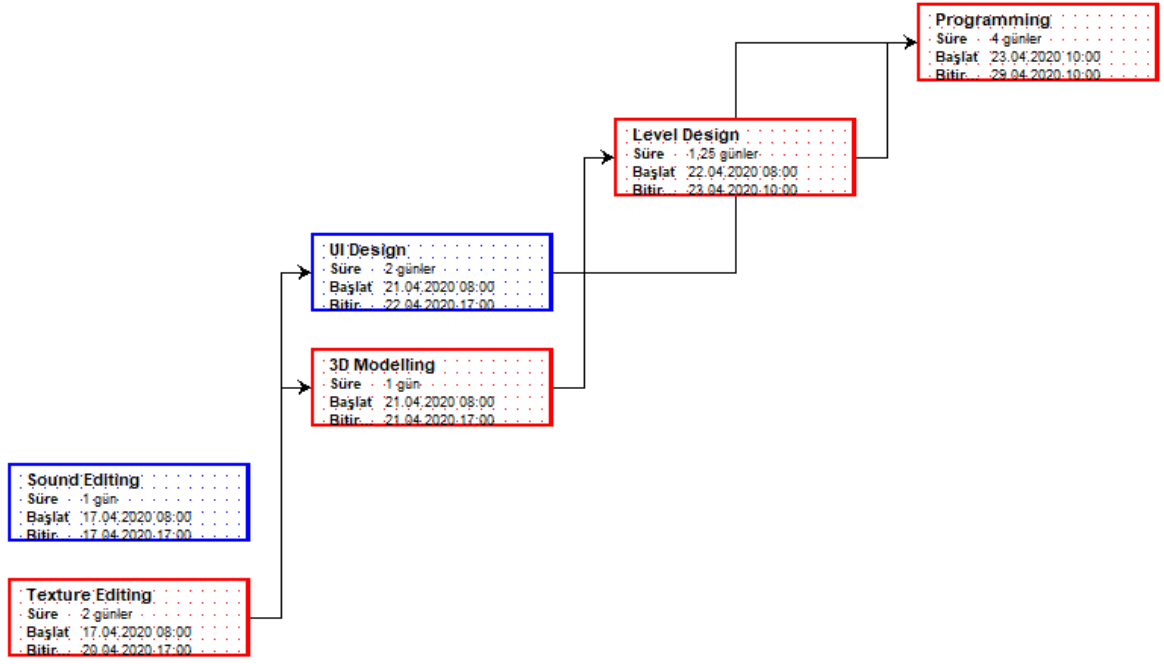 Programming
Süre 4 günler
Başlat 23.04.2020 10:00
Bitir... 29.04.2020 10:00
Level Design
Süre 1,25 günler
Başlat 22.04.2020 08:00
Bitir... 23.04.2020 10:00
UI Design
Süre 2 günler
Başlat 21.04.2020 08:00
Bitir... 22.04.2020 17:00
3D Modelling
Süre 1 gün
Başlat 21.04.2020 08:00
Bitir... 21.04.2020 17:00
Sound Editing
Süre 1 gün
Başlat 17.04.2020 08:00
Bitir... 17.04.2020 17:00
Texture Editing
Süre 2 günler
Başlat 17.04.2020 08:00
Bitir... 20.04.2020 17:00